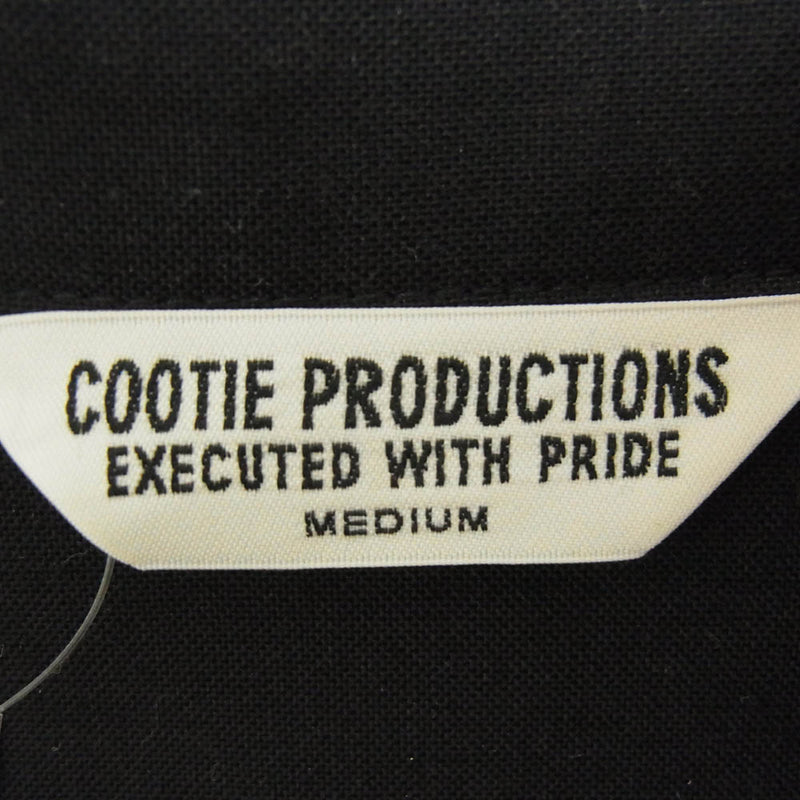 COOTIE PRODUCTIONS
EXECUTED WITH PRIDE
MEDIUM